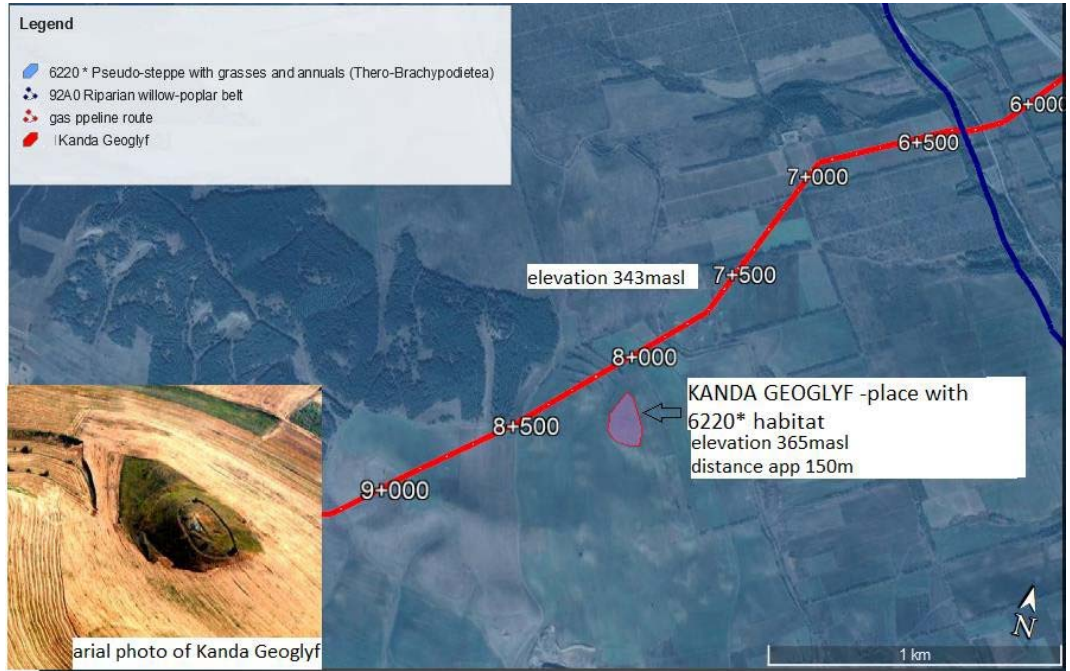 Legend
6220 * Pseudo-steppe with grasses and annuals (Thero-Brachypodietea)
92A0 Riparian willow-poplar belt
gas ppeline route
Kanda Geoglyf
6+000
6+500
7+000
elevation 343masl
7+500
8+000
KANDA GEOGLYF -place with
6220* habitat
elevation 365masl
distance app 150m
8+500
9+000
arial photo of Kanda Geoglyf
N
1 km